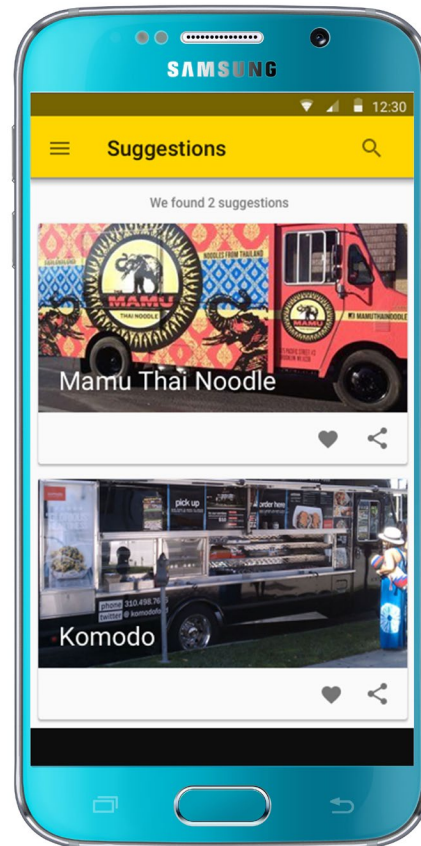 SAMSUNG
12:30
Suggestions
We found 2 suggestions
NOODLES FROM THAILAND
MAMU
THAI NOODLE
MAMUTHAINOODLE
Mamu Thai Noodle
pick up
order here
phone 310.498.76
twitter @komodofo
Komodo